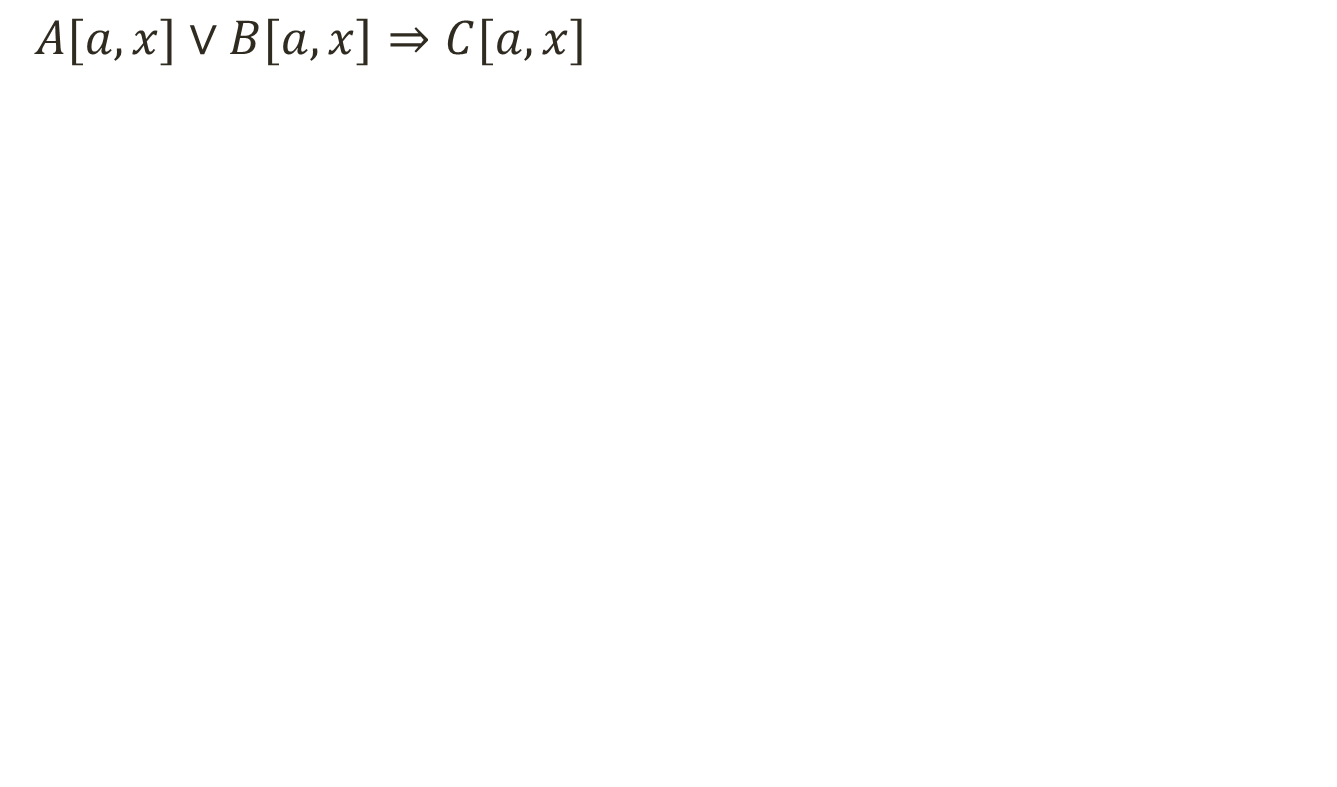 A[a, x] ∨ B[a, x] ⇒ C[a, x]